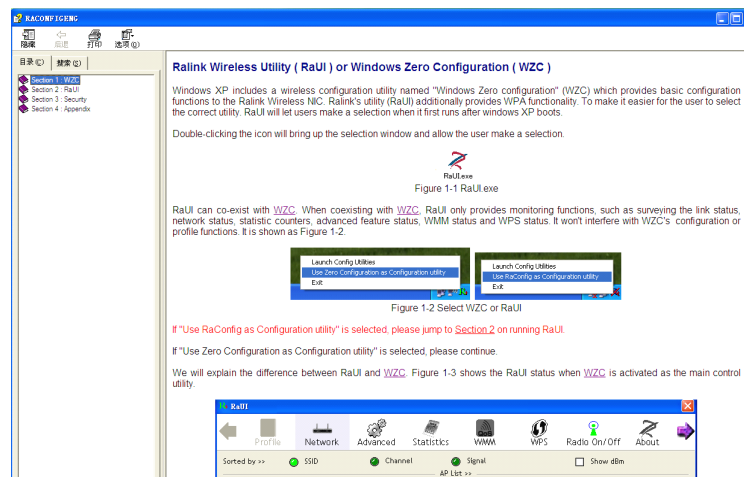 RACONFIGENG
隐藏 后退 打印 选项(O)
目录(C) 搜索(S)
Section 1 : WZC
Section 2 : RaUI
Section 3 : Security
Section 4 : Appendix
Ralink Wireless Utility ( RaUI ) or Windows Zero Configuration ( WZC )
Windows XP includes a wireless configuration utility named "Windows Zero configuration" (WZC) which provides basic configuration
functions to the Ralink Wireless NIC. Ralink's utility (RaUI) additionally provides WPA functionality. To make it easier for the user to select
the correct utility. RaUI will let users make a selection when it first runs after windows XP boots.
Double-clicking the icon will bring up the selection window and allow the user make a selection.
RaUI.exe
Figure 1-1 RaUI.exe
RaUI can co-exist with WZC. When coexisting with WZC, RaUI only provides monitoring functions, such as surveying the link status,
network status, statistic counters, advanced feature status, WMM status and WPS status. It won't interfere with WZC's configuration or
profile functions. It is shown as Figure 1-2.
Launch Config Utilities
Use Zero Configuration as Configuration utility
Exit
Launch Config Utilities
Use RaConfig as Configuration utility
Exit
Figure 1-2 Select WZC or RaUI
If "Use RaConfig as Configuration utility" is selected, please jump to Section 2 on running RaUI.
If "Use Zero Configuration as Configuration utility" is selected, please continue.
We will explain the difference between RaUI and WZC. Figure 1-3 shows the RaUI status when WZC is activated as the main control
utility.
RaUI
Profile Network Advanced Statistics WMM WPS Radio On/Off About
Sorted by >> SSID Channel Signal Show dBm
AP List >>